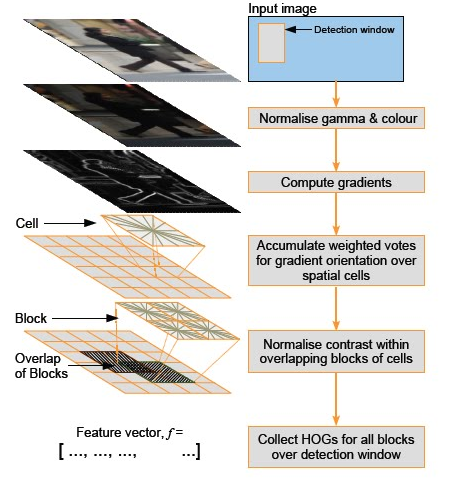 Input image
Detection window
Normalise gamma & colour
Compute gradients
Cell
Accumulate weighted votes
for gradient orientation over
spatial cells
Block
Normalise contrast within
overlapping blocks of cells
Overlap
of Blocks
Feature vector, f =
[ ..., ..., ..., ...]
Collect HOGs for all blocks
over detection window